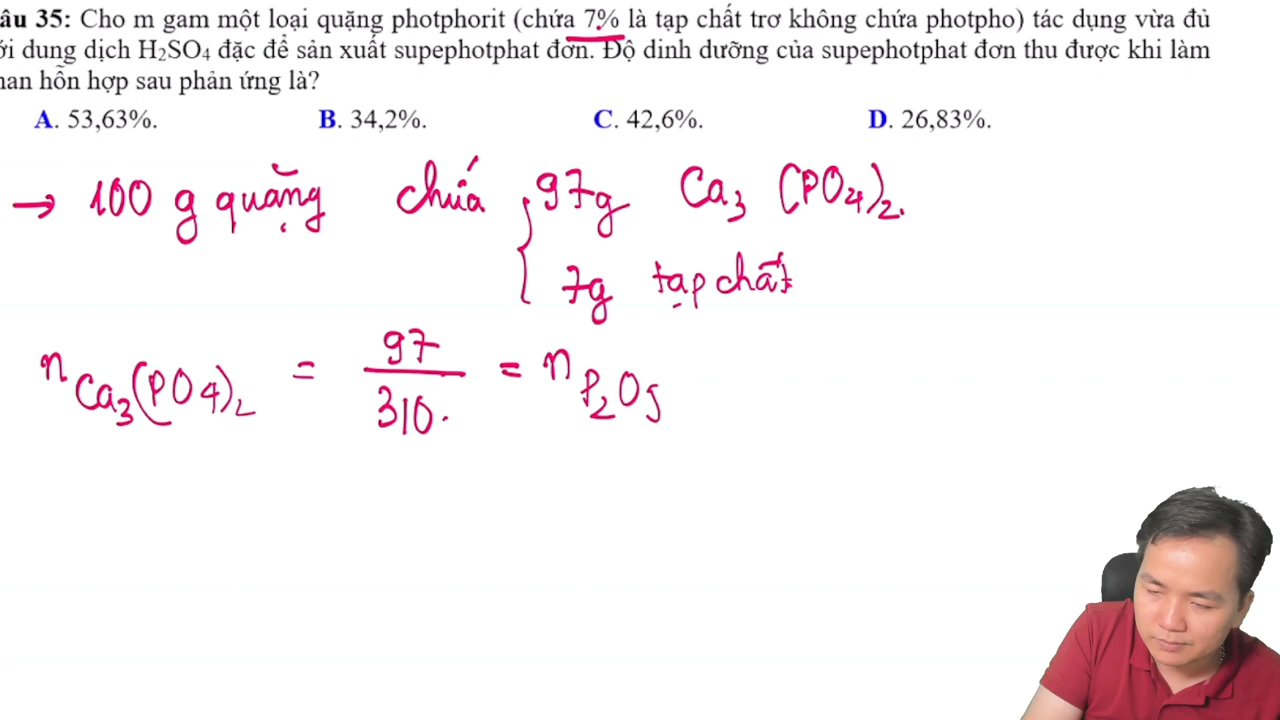 âu 35: Cho m gam một loại quặng photphorit (chứa 7% là tạp chất trơ không chứa photpho) tác dụng vừa đủ
ới dung dịch H₂SO₄ đặc để sản xuất supephotphat đơn. Độ dinh dưỡng của supephotphat đơn thu được khi làm
han hỗn hợp sau phản ứng là?
A. 53,63%. B. 34,2%. C. 42,6%. D. 26,83%.
→ 100 g quặng chứa { 97g Ca₃(PO₄)₂.
7g tạp chất
n Ca₃(PO₄)₂ = 97/310. = n P₂O₅